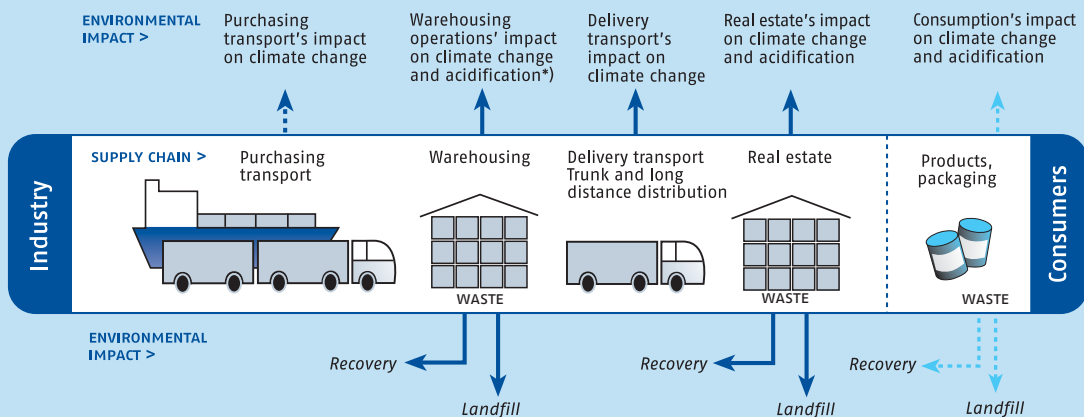 ENVIRONMENTAL
IMPACT >
Purchasing
transport's impact
on climate change
Warehousing
operations' impact
on climate change
and acidification*)
Delivery
transport's
impact on
climate change
Real estate's impact
on climate change
and acidification
Consumption's impact
on climate change
and acidification
Industry
SUPPLY CHAIN >
Purchasing
transport
Warehousing
Delivery transport
Trunk and long
distance distribution
Real estate
Products,
packaging
Consumers
WASTE
WASTE
WASTE
ENVIRONMENTAL
IMPACT >
Recovery
Landfill
Recovery
Landfill
Recovery
Landfill